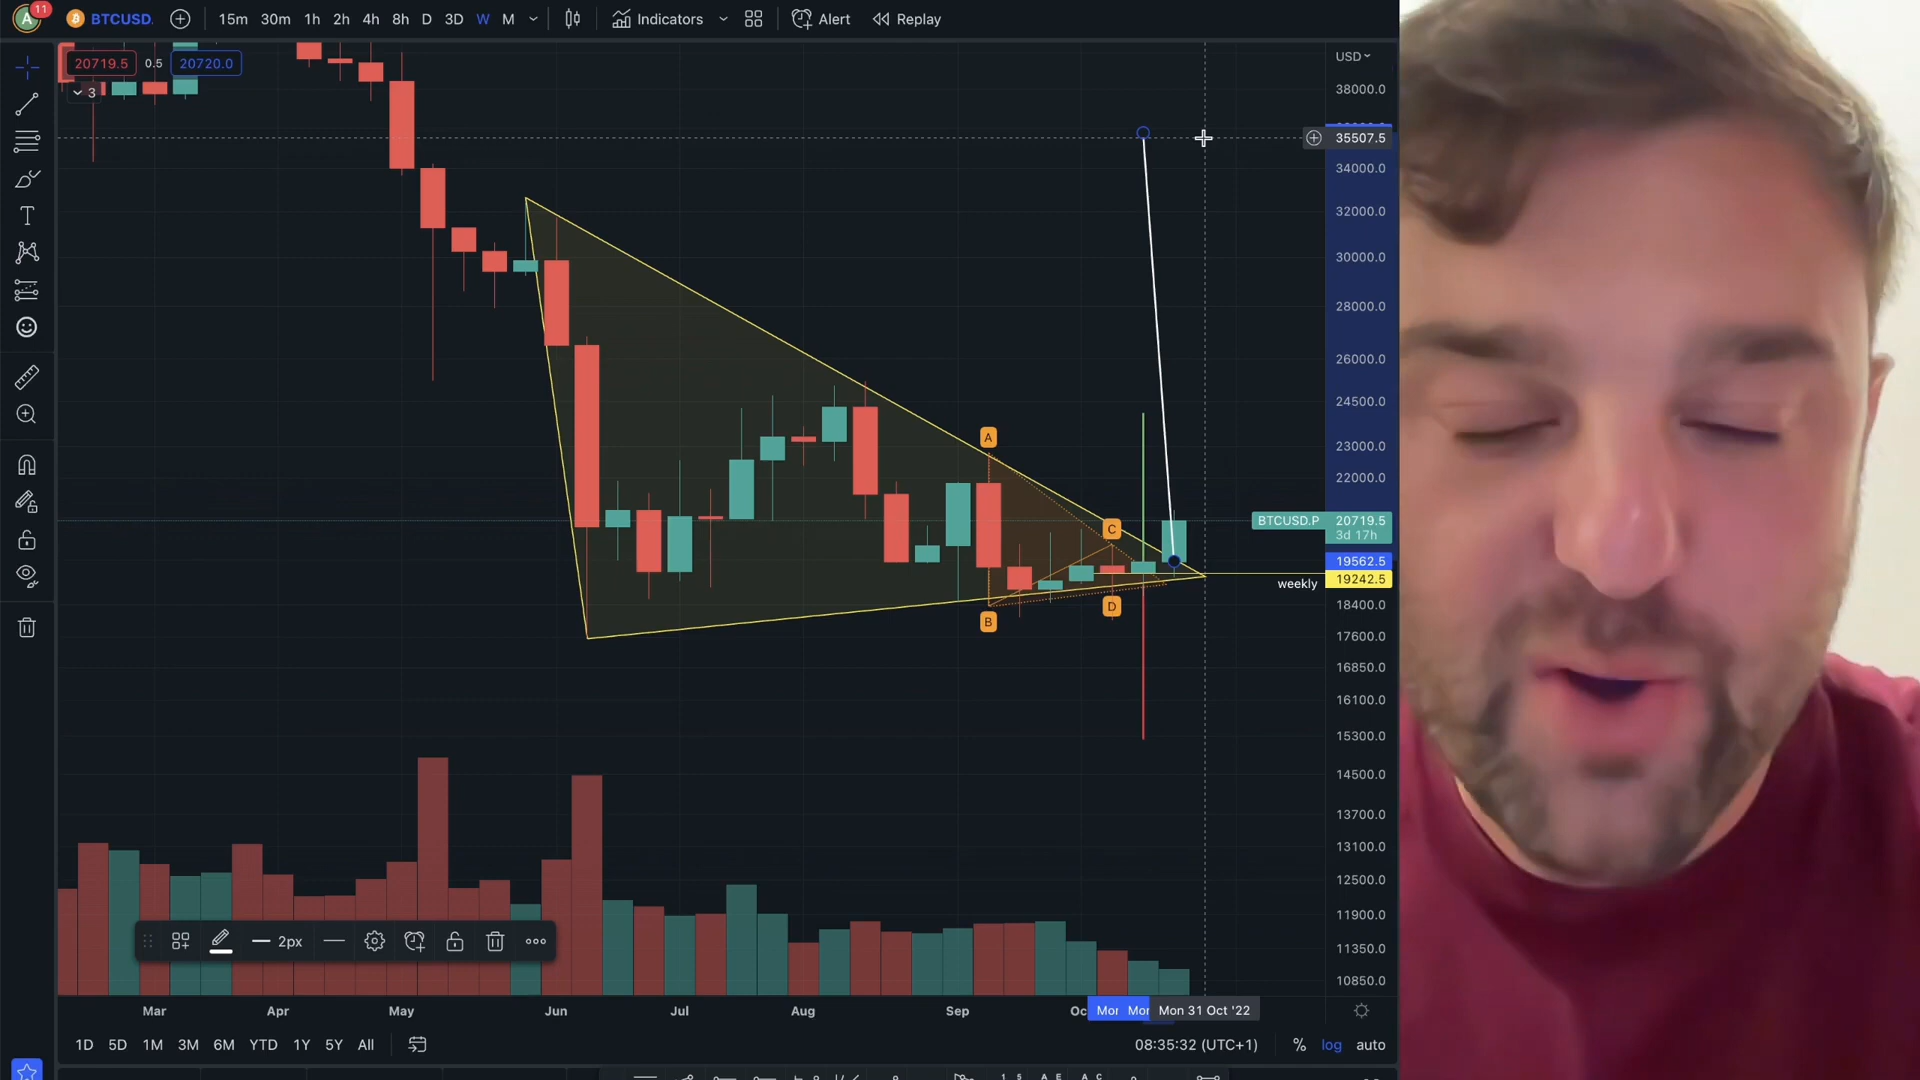 A 11 BTCUSD. 15m 30m 1h 2h 4h 8h D 3D W M Indicators Alert Replay
20719.5 0.5 20720.0
3
USD
38000.0
35507.5
34000.0
32000.0
30000.0
28000.0
26000.0
24500.0
A
23000.0
22000.0
C
BTCUSD.P 20719.5
3d 17h
19562.5
weekly 19242.5
D
18400.0
B
17600.0
16850.0
16100.0
15300.0
14500.0
13700.0
13100.0
12500.0
11900.0
2px
11350.0
10850.0
Mar Apr May Jun Jul Aug Sep Oc Mor Mor Mon 31 Oct '22
1D 5D 1M 3M 6M YTD 1Y 5Y All 08:35:32 (UTC+1) % log auto